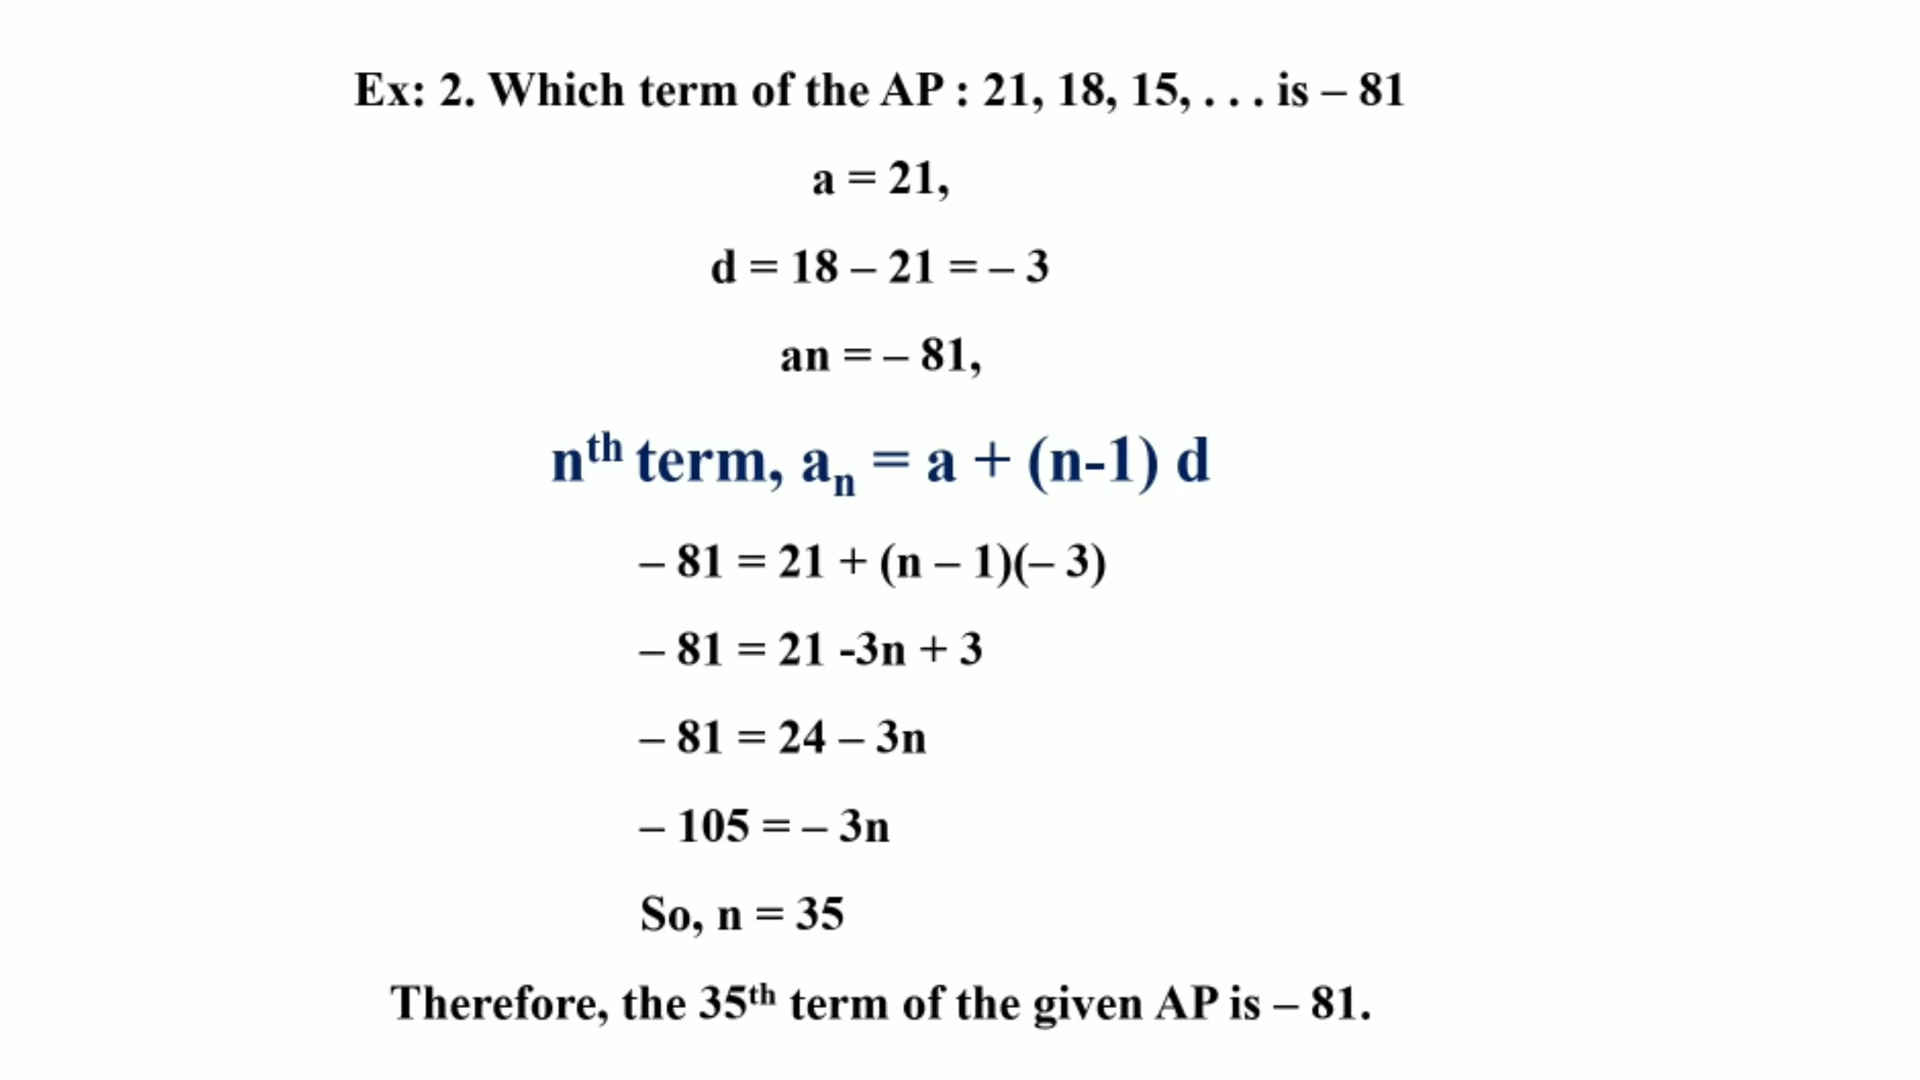 Ex: 2. Which term of the AP : 21, 18, 15, . . . is – 81
a = 21,
d = 18 – 21 = – 3
an = – 81,
nth term, an = a + (n-1) d
– 81 = 21 + (n – 1)(– 3)
– 81 = 21 -3n + 3
– 81 = 24 – 3n
– 105 = – 3n
So, n = 35
Therefore, the 35th term of the given AP is – 81.